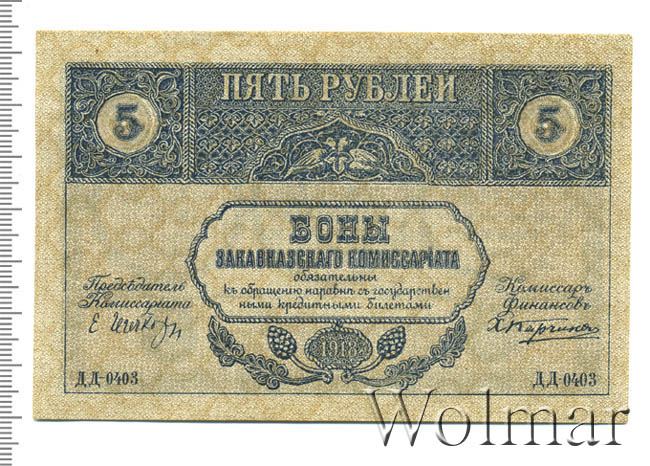 ПЯТЬ РУБЛЕЙ
5 5
БОНЫ
ЗАКАВКАЗСКАГО КОМИССАРІАТА
обязательны
къ обращенію наравнѣ съ государствен
ными кредитными билетами
Предсѣдатель
Комиссаріата
Комиссаръ
Финансовъ
1918
ДД-0403 ДД-0403
Wolmar